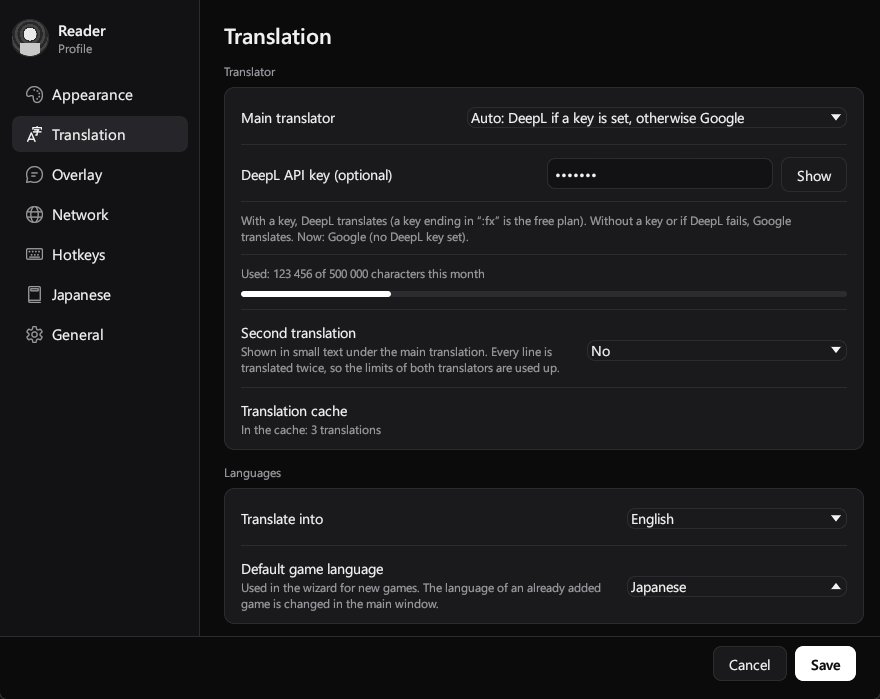 Reader
Profile
Appearance
Translation
Overlay
Network
Hotkeys
Japanese
General
Translation
Translator
Main translator
Auto: DeepL if a key is set, otherwise Google
DeepL API key (optional)
•••••••
Show
With a key, DeepL translates (a key ending in “:fx” is the free plan). Without a key or if DeepL fails, Google
translates. Now: Google (no DeepL key set).
Used: 123 456 of 500 000 characters this month
Second translation
Shown in small text under the main translation. Every line is
translated twice, so the limits of both translators are used up.
No
Translation cache
In the cache: 3 translations
Languages
Translate into
English
Default game language
Used in the wizard for new games. The language of an already added
game is changed in the main window.
Japanese
Cancel
Save